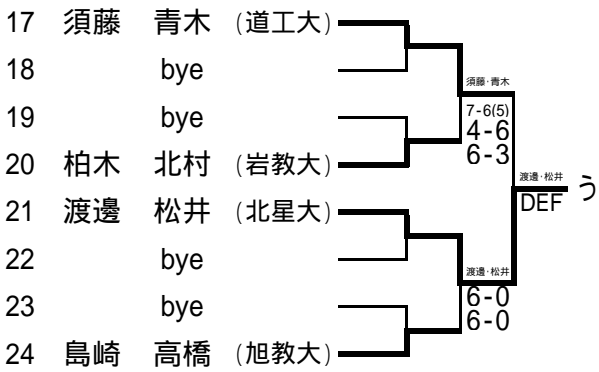 17 須藤 青木 (道工大)
18 bye
19 bye
20 柏木 北村 (岩教大)
21 渡邊 松井 (北星大)
22 bye
23 bye
24 島崎 高橋 (旭教大)
須藤・青木
7-6(5)
4-6
6-3
渡邊・松井
6-0
6-0
渡邊・松井
DEF
う